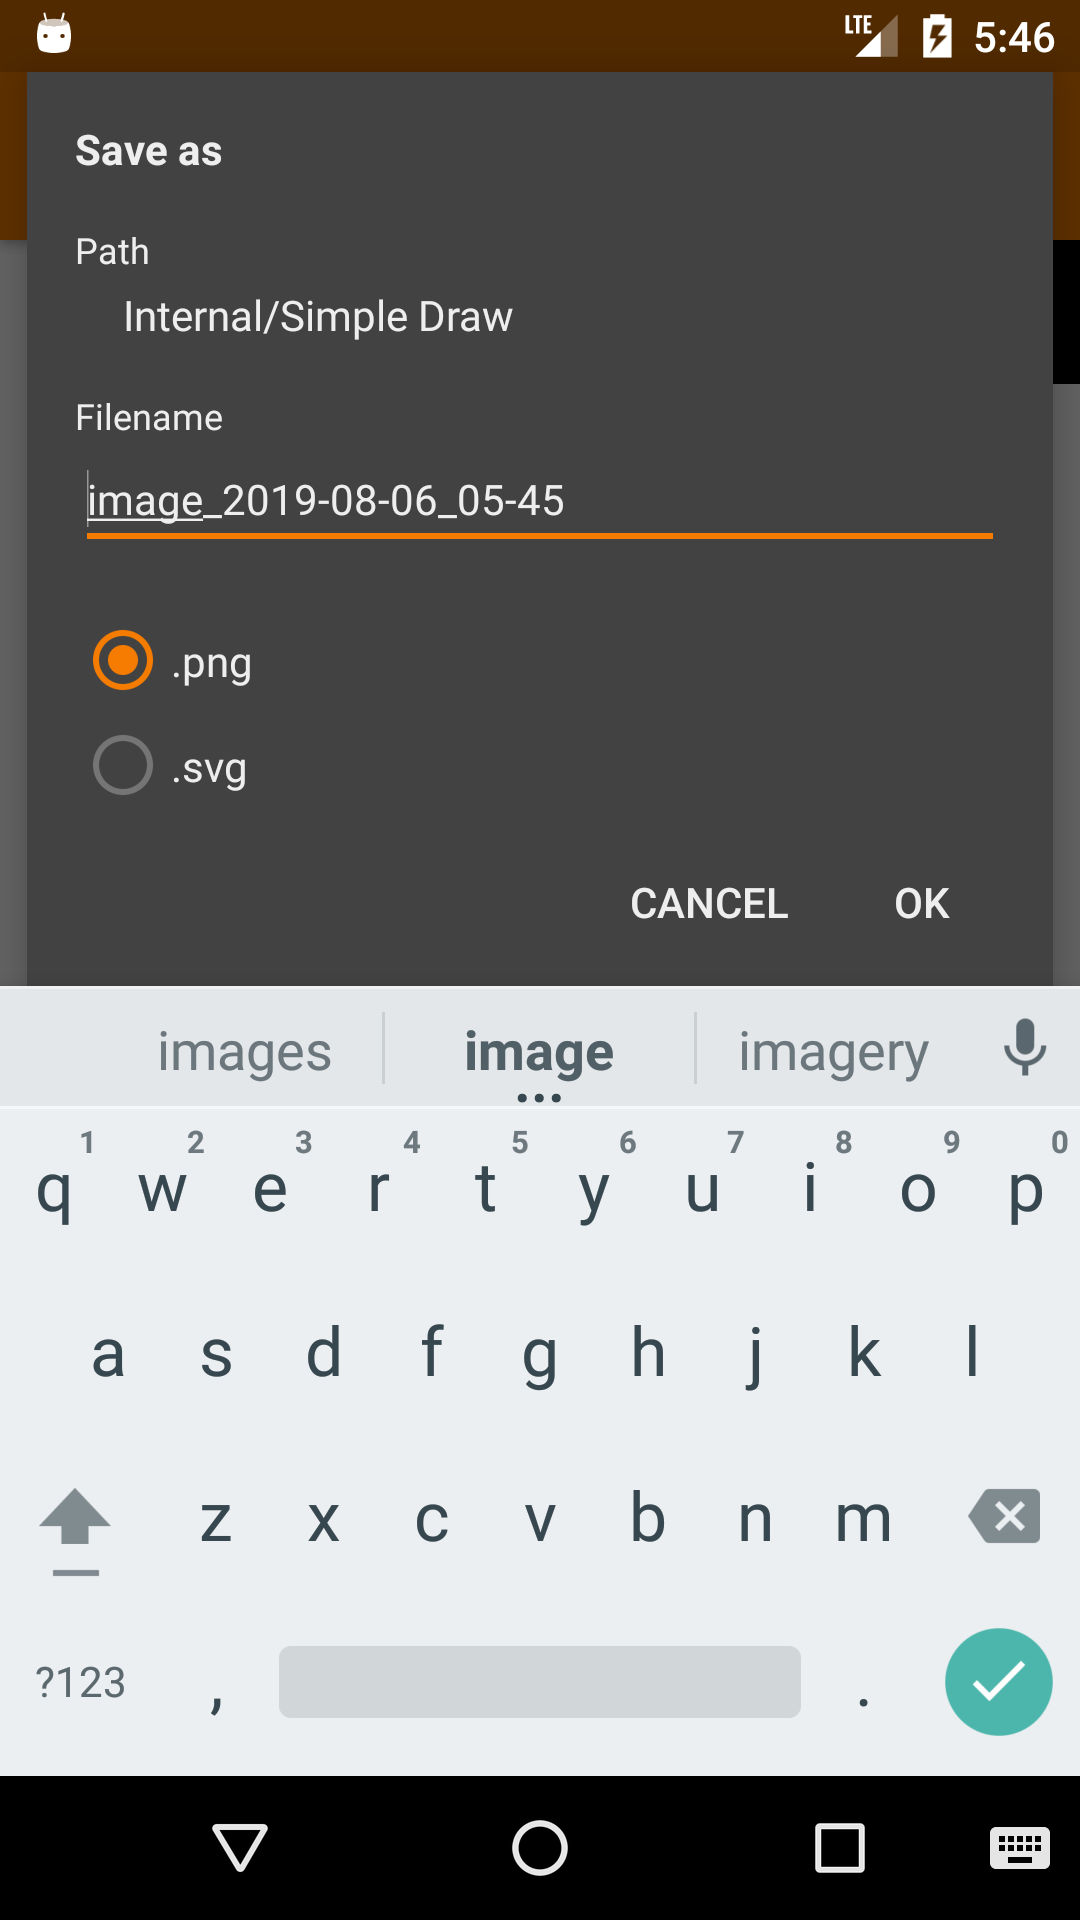 LTE 5:46
Save as
Path
Internal/Simple Draw
Filename
image_2019-08-06_05-45
.png
.svg
CANCEL OK
images image imagery
1 2 3 4 5 6 7 8 9 0
q w e r t y u i o p
a s d f g h j k l
z x c v b n m
?123 , .